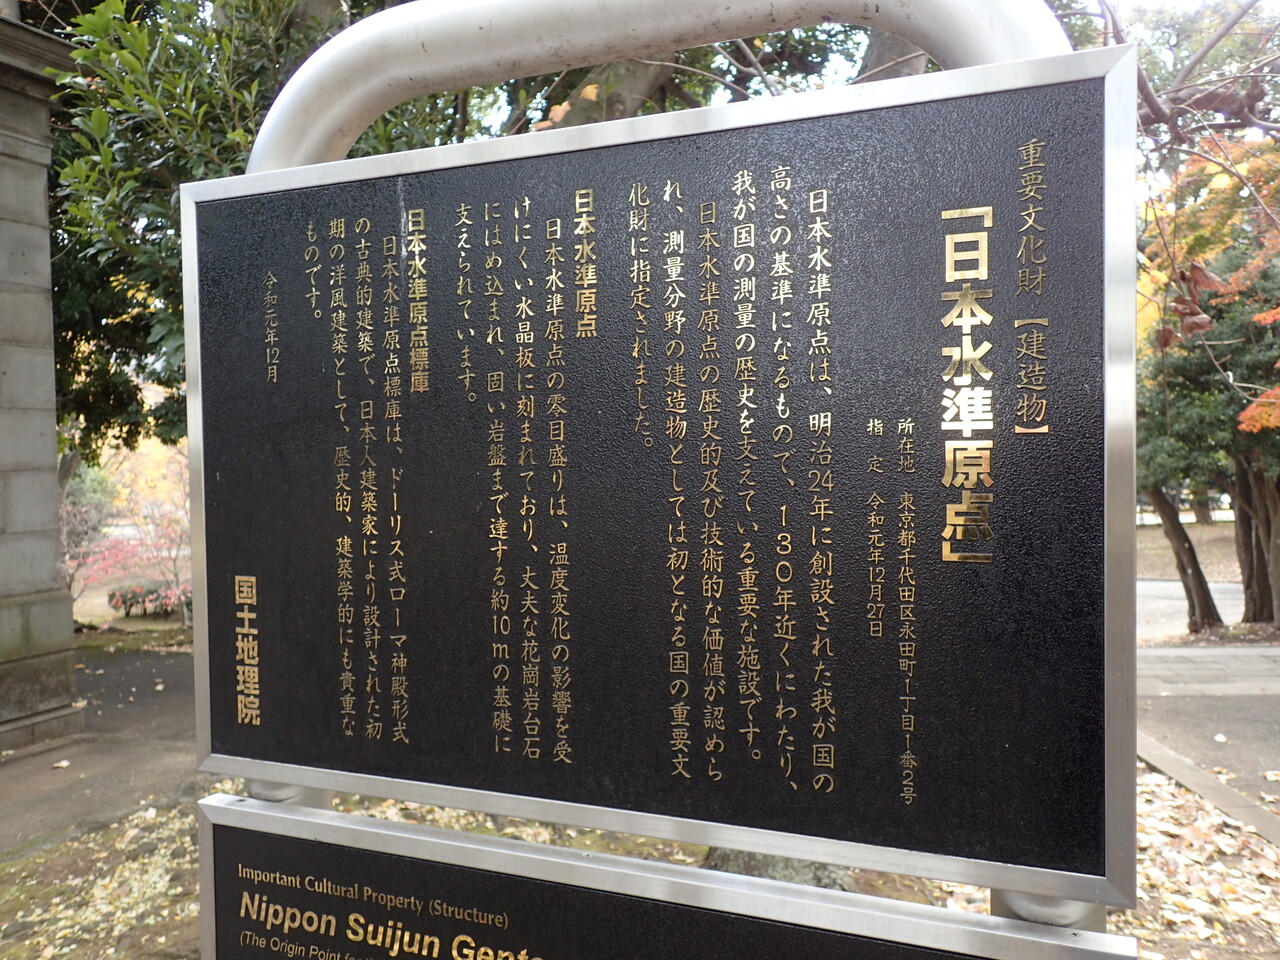 重要文化財【建造物】
「日本水準原点」
所在地 東京都千代田区永田町1丁目1番2号
指 定 令和元年12月27日
日本水準原点は、明治24年に創設された我が国の
高さの基準になるもので、130年近くにわたり、
我が国の測量の歴史を支えている重要な施設です。
日本水準原点の歴史的及び技術的な価値が認めら
れ、測量分野の建造物としては初となる国の重要文
化財に指定されました。
日本水準原点
日本水準原点の零目盛りは、温度変化の影響を受
けにくい水晶板に刻まれており、丈夫な花崗岩台石
にはめ込まれ、固い岩盤まで達する約10mの基礎に
支えられています。
日本水準原点標庫
日本水準原点標庫は、ドーリス式ローマ神殿形式
の古典的建築で、日本人建築家により設計された初
期の洋風建築として、歴史的、建築学的にも貴重な
ものです。
令和元年12月
国土地理院
Important Cultural Property (Structure)
Nippon Suijun Gente
(The Origin Point for